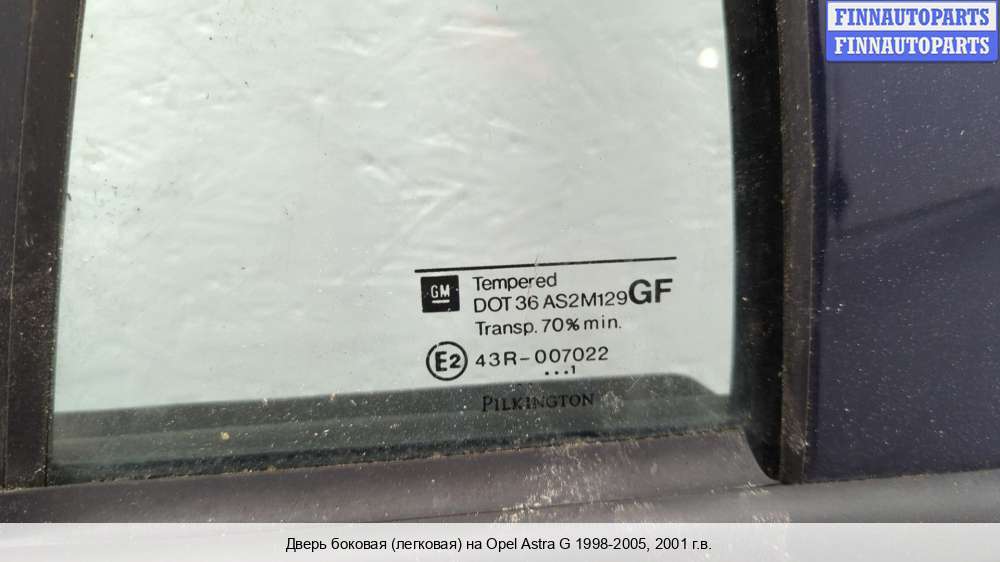 FINNAUTOPARTS
FINNAUTOPARTS
GM
Tempered
DOT 36 AS2M129 GF
Transp. 70% min.
E2 43R-007022
...1
PILKINGTON
Дверь боковая (легковая) на Opel Astra G 1998-2005, 2001 г.в.